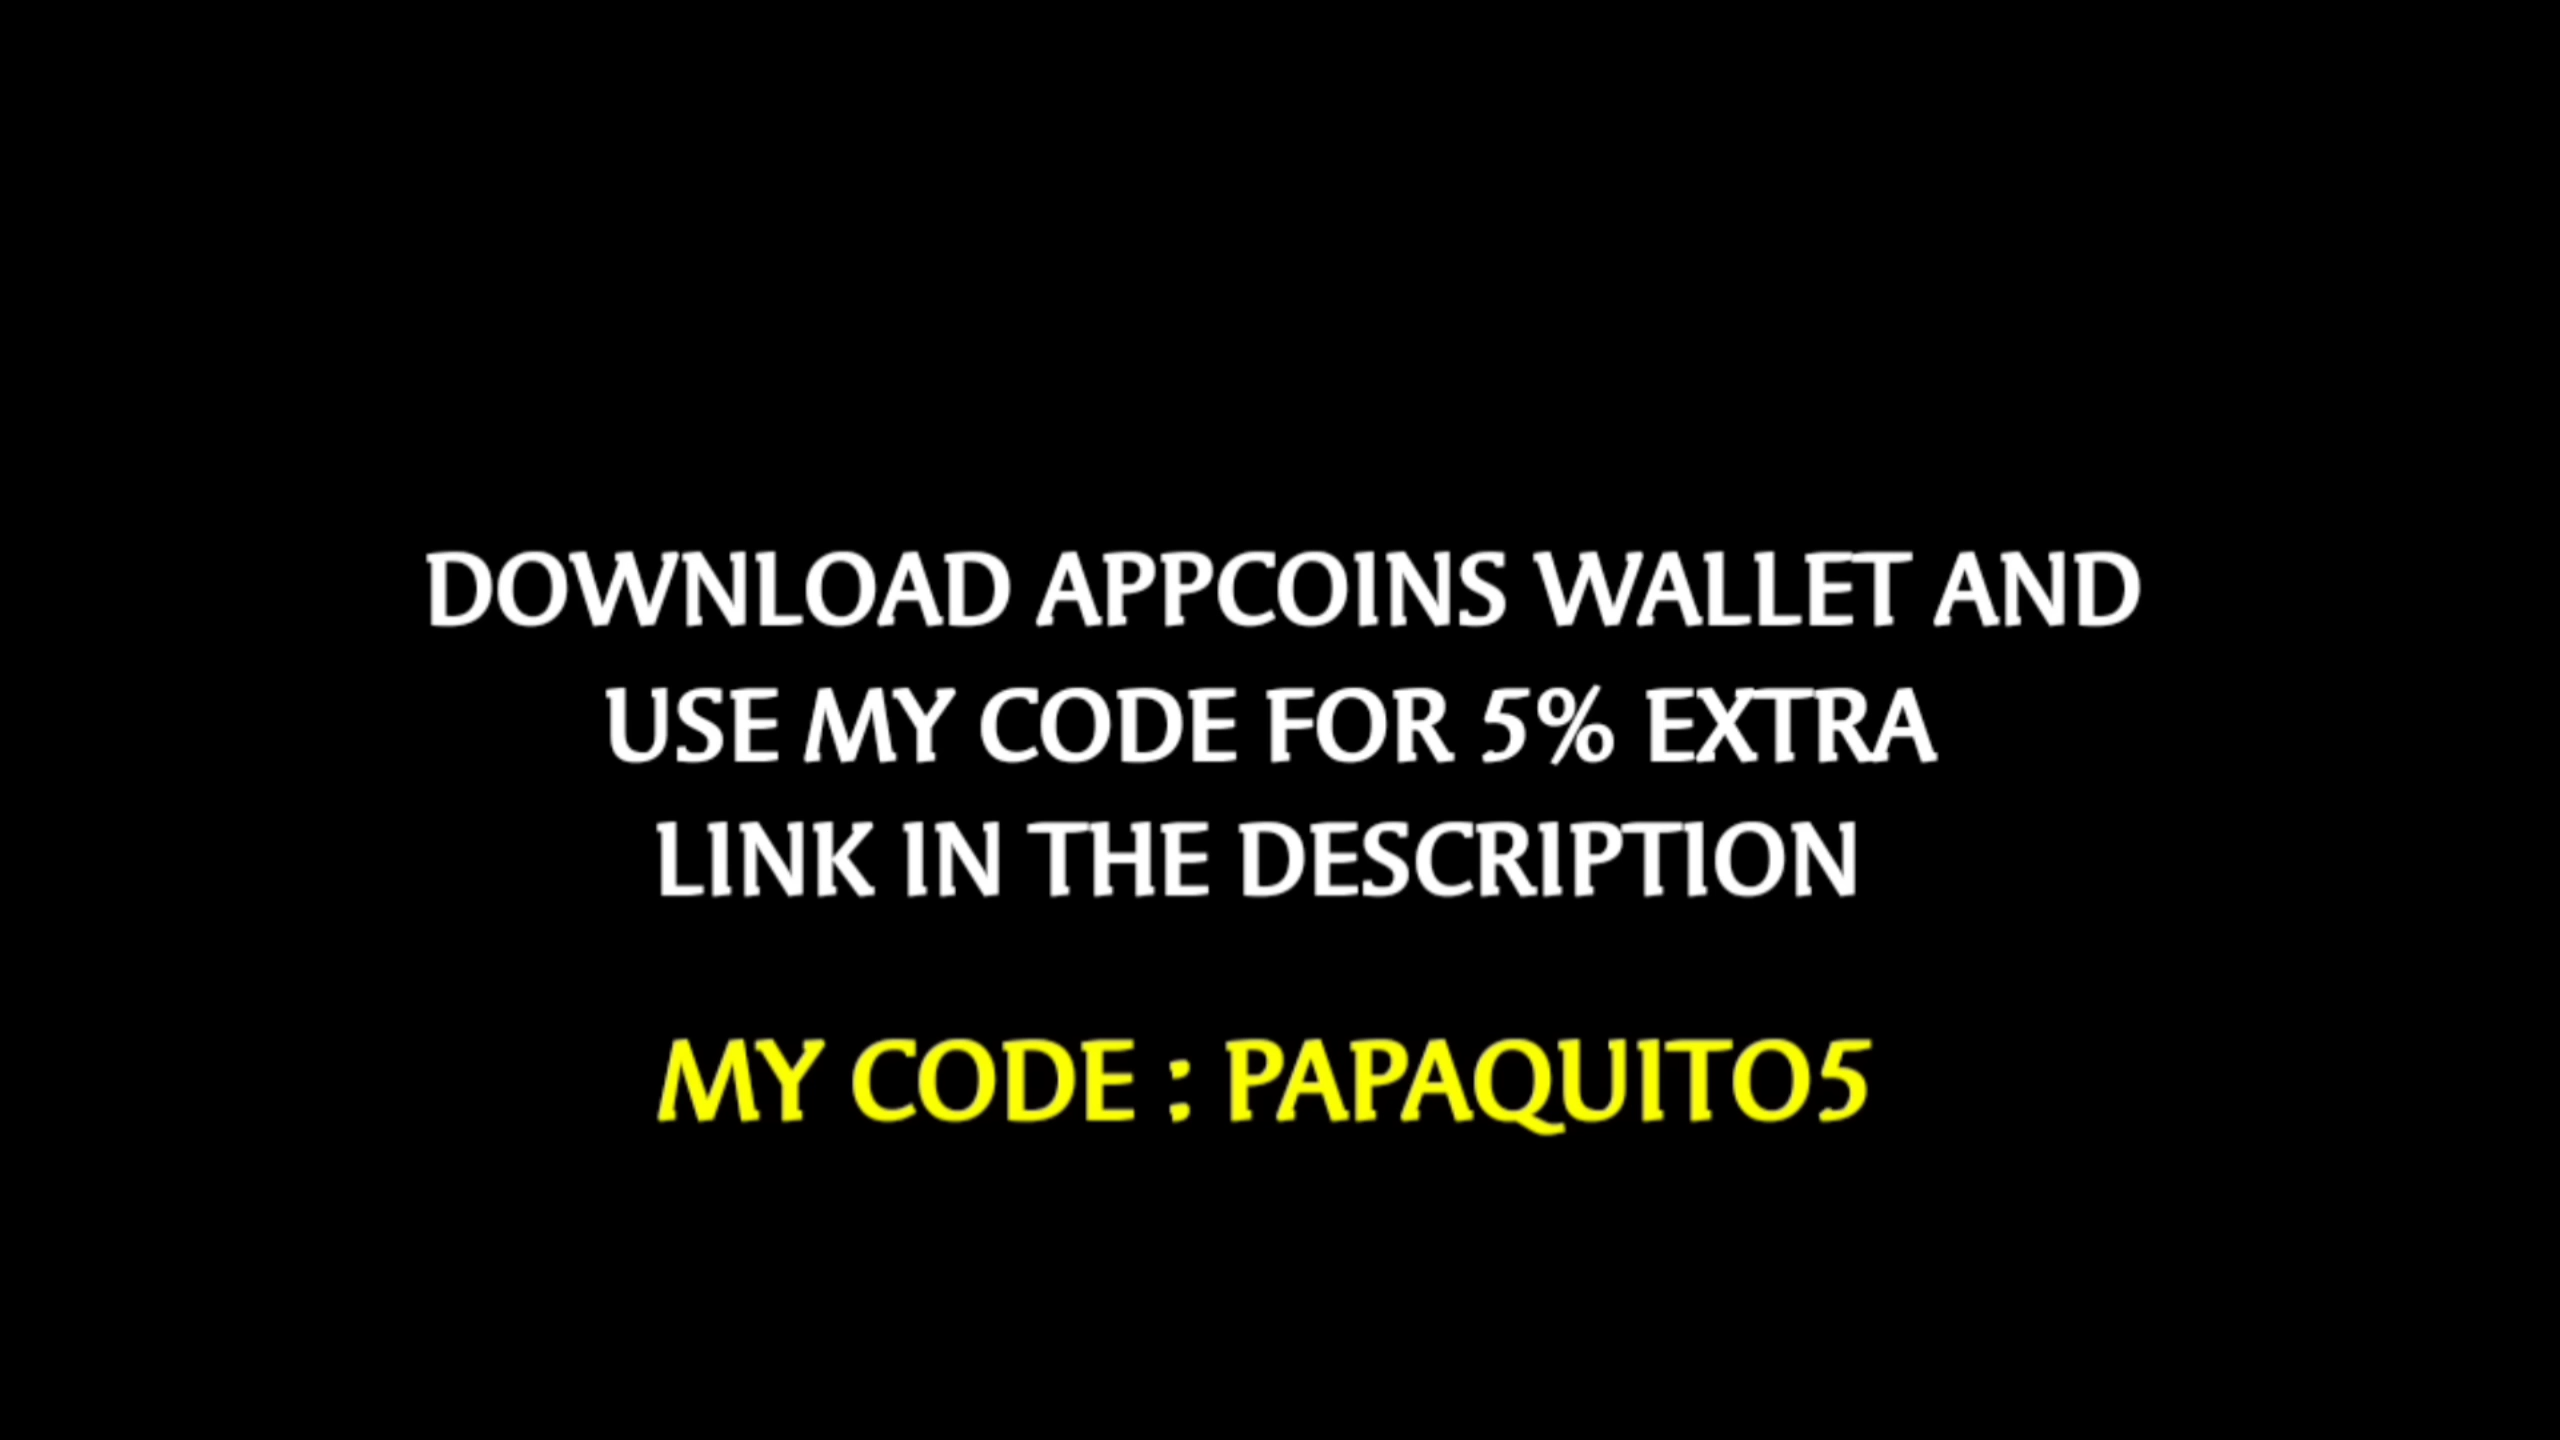 DOWNLOAD APPCOINS WALLET AND
USE MY CODE FOR 5% EXTRA
LINK IN THE DESCRIPTION
MY CODE : PAPAQUITO5